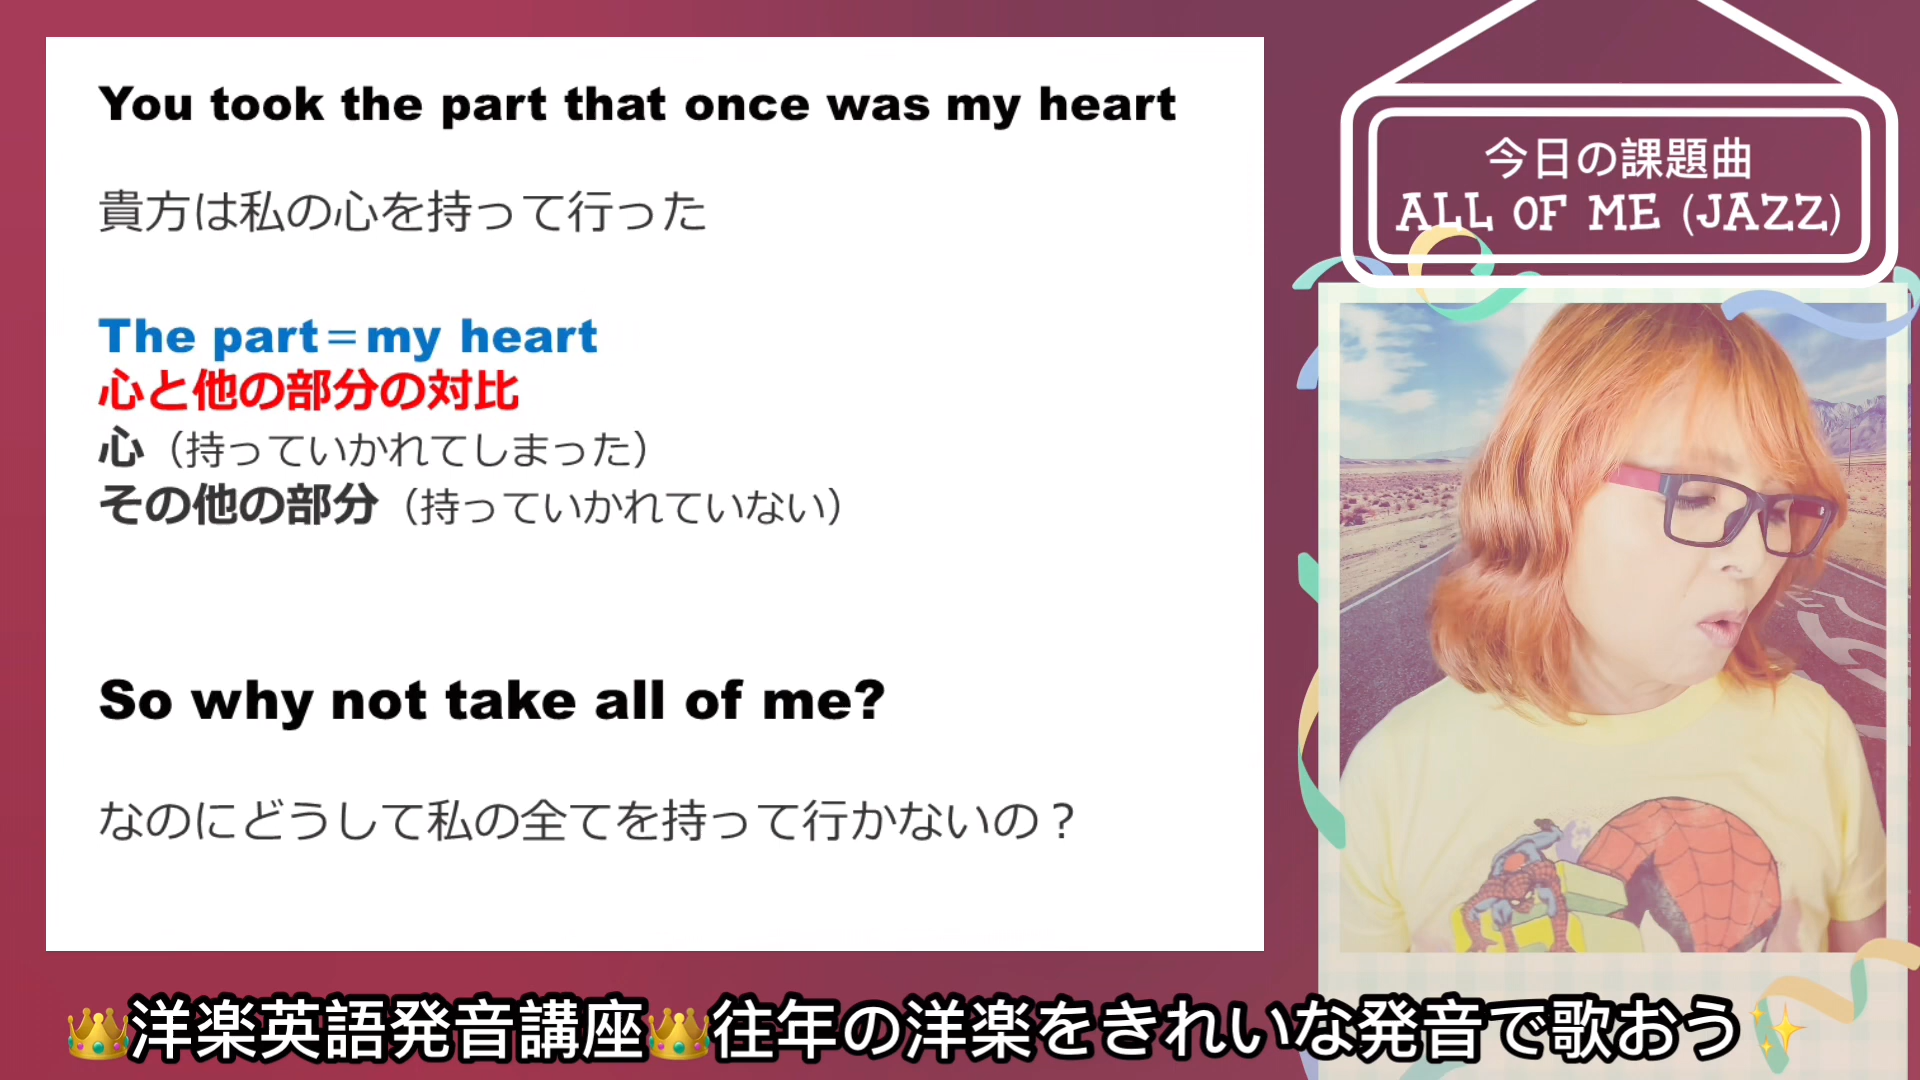 You took the part that once was my heart
貴方は私の心を持って行った
The part＝my heart
心と他の部分の対比
心（持っていかれてしまった）
その他の部分（持っていかれていない）
So why not take all of me?
なのにどうして私の全てを持って行かないの？
今日の課題曲
ALL OF ME (JAZZ)
👑洋楽英語発音講座👑往年の洋楽をきれいな発音で歌おう✨